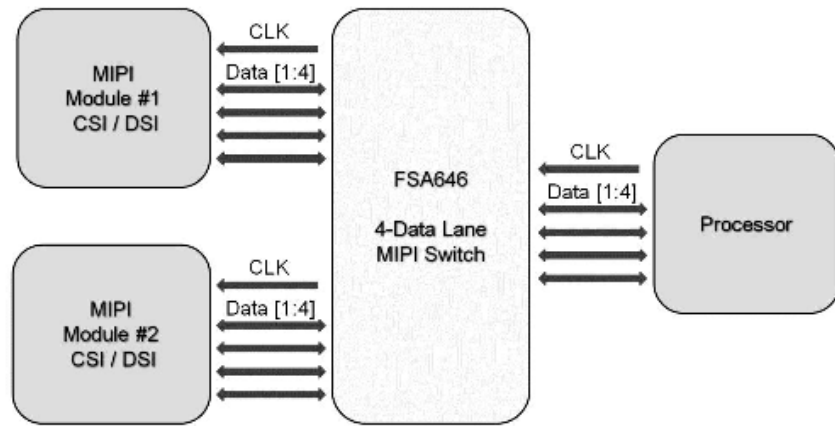 MIPI
Module #1
CSI / DSI
CLK
Data [1:4]
MIPI
Module #2
CSI / DSI
CLK
Data [1:4]
FSA646
4-Data Lane
MIPI Switch
CLK
Data [1:4]
Processor